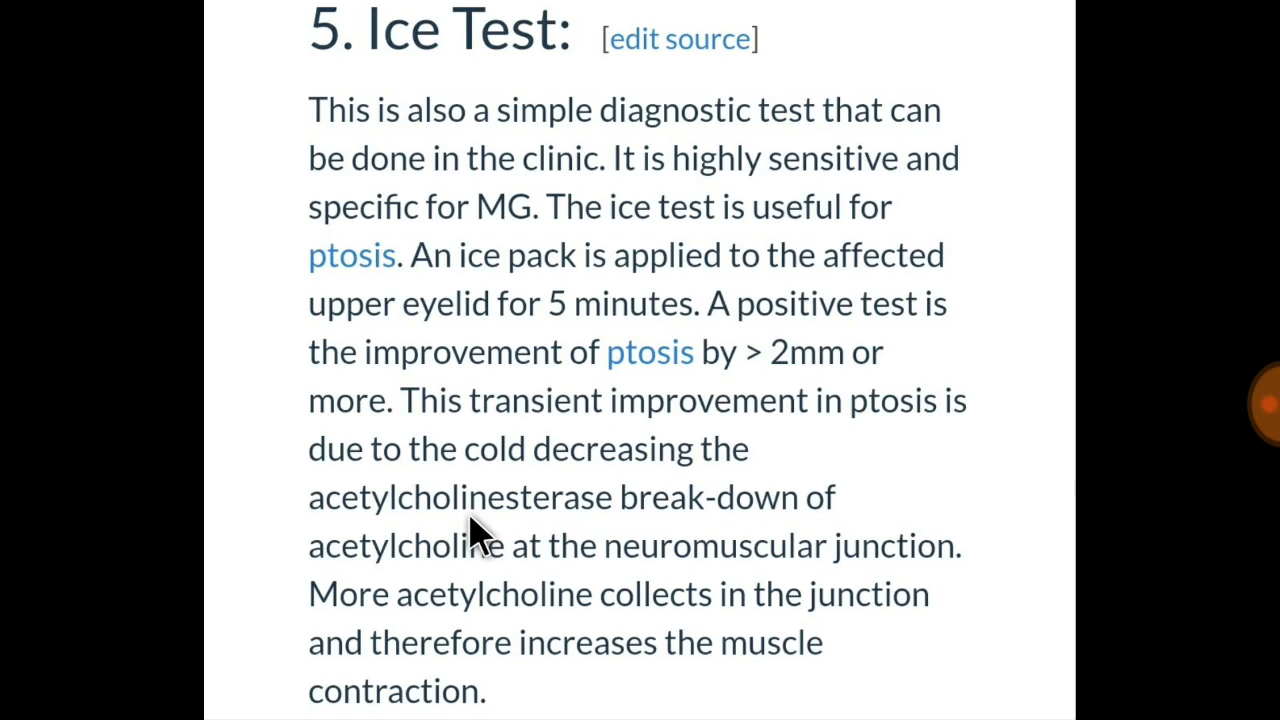 5. Ice Test: [edit source]
This is also a simple diagnostic test that can
be done in the clinic. It is highly sensitive and
specific for MG. The ice test is useful for
ptosis. An ice pack is applied to the affected
upper eyelid for 5 minutes. A positive test is
the improvement of ptosis by > 2mm or
more. This transient improvement in ptosis is
due to the cold decreasing the
acetylcholinesterase break-down of
acetylcholine at the neuromuscular junction.
More acetylcholine collects in the junction
and therefore increases the muscle
contraction.